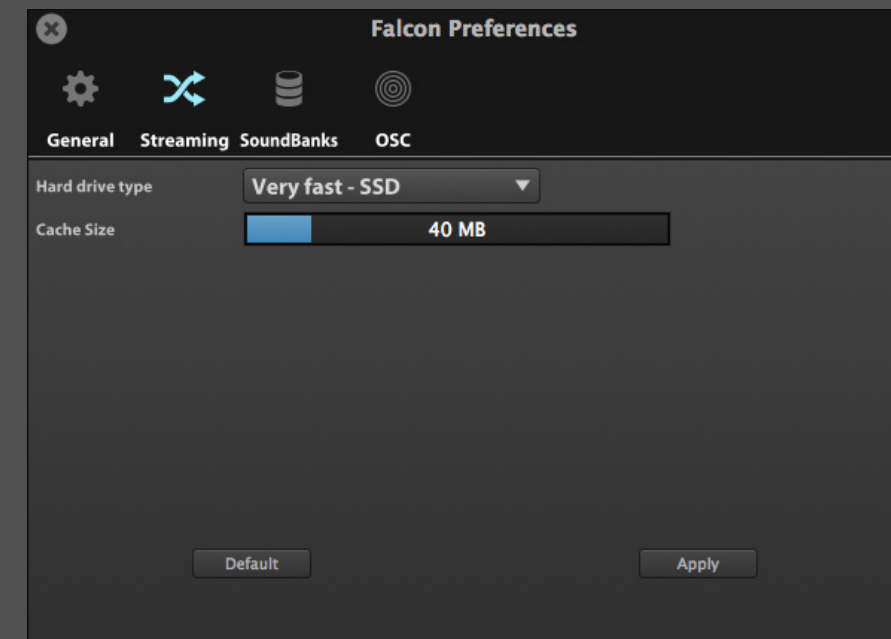 Falcon Preferences
General Streaming SoundBanks OSC
Hard drive type Very fast - SSD
Cache Size 40 MB
Default Apply